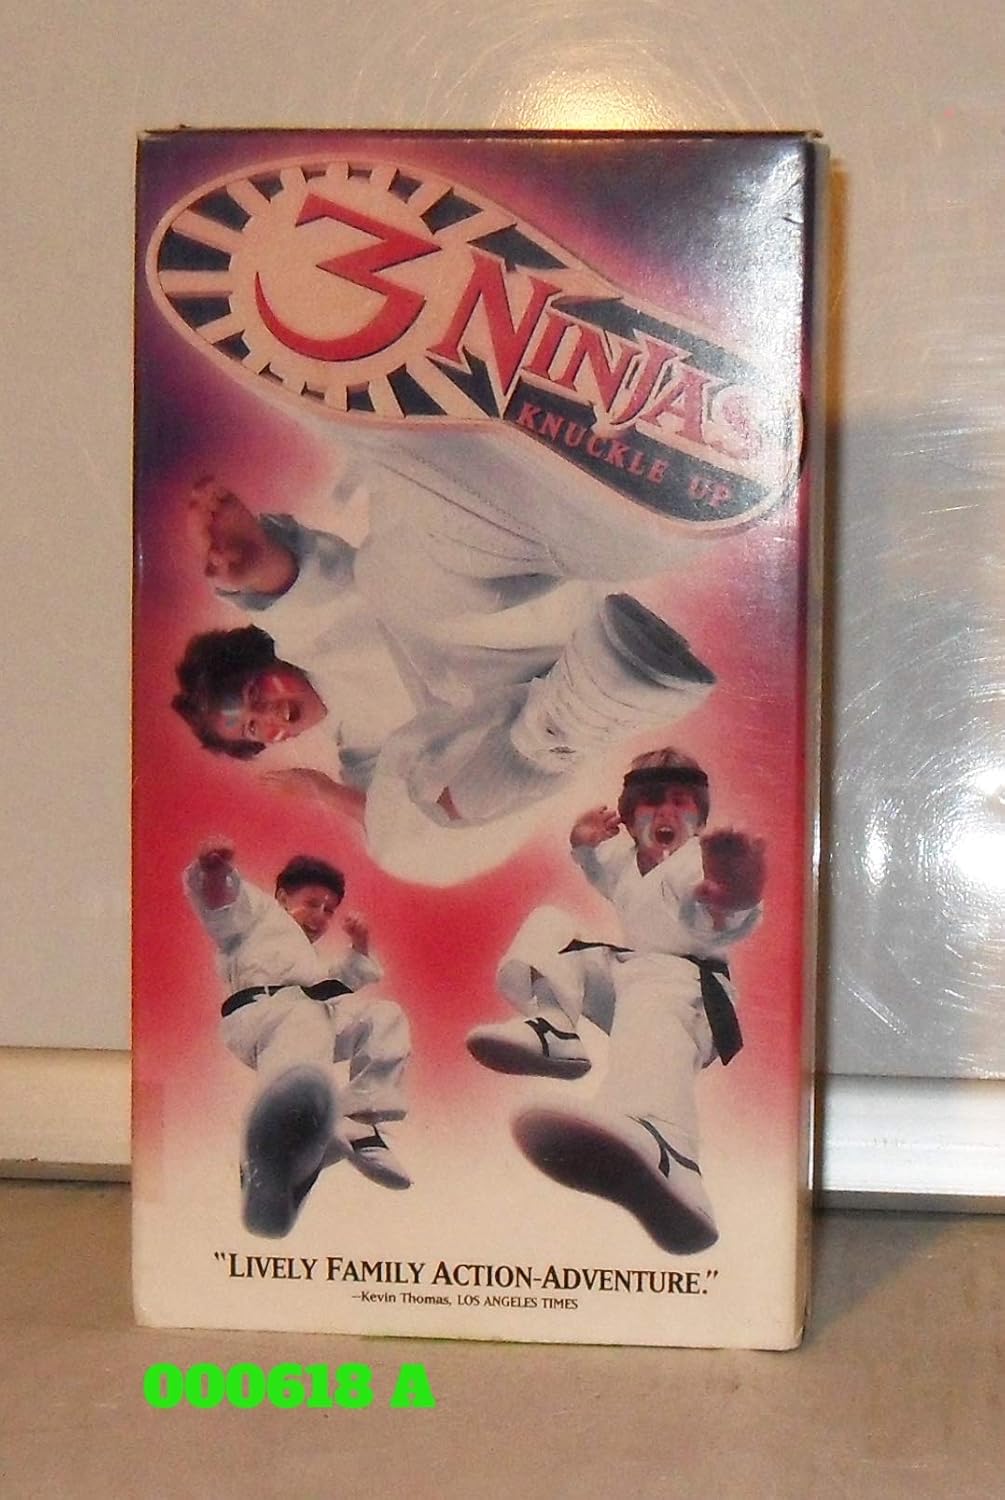 3 NINJAS
KNUCKLE UP
"LIVELY FAMILY ACTION-ADVENTURE."
—Kevin Thomas, LOS ANGELES TIMES
000618 A